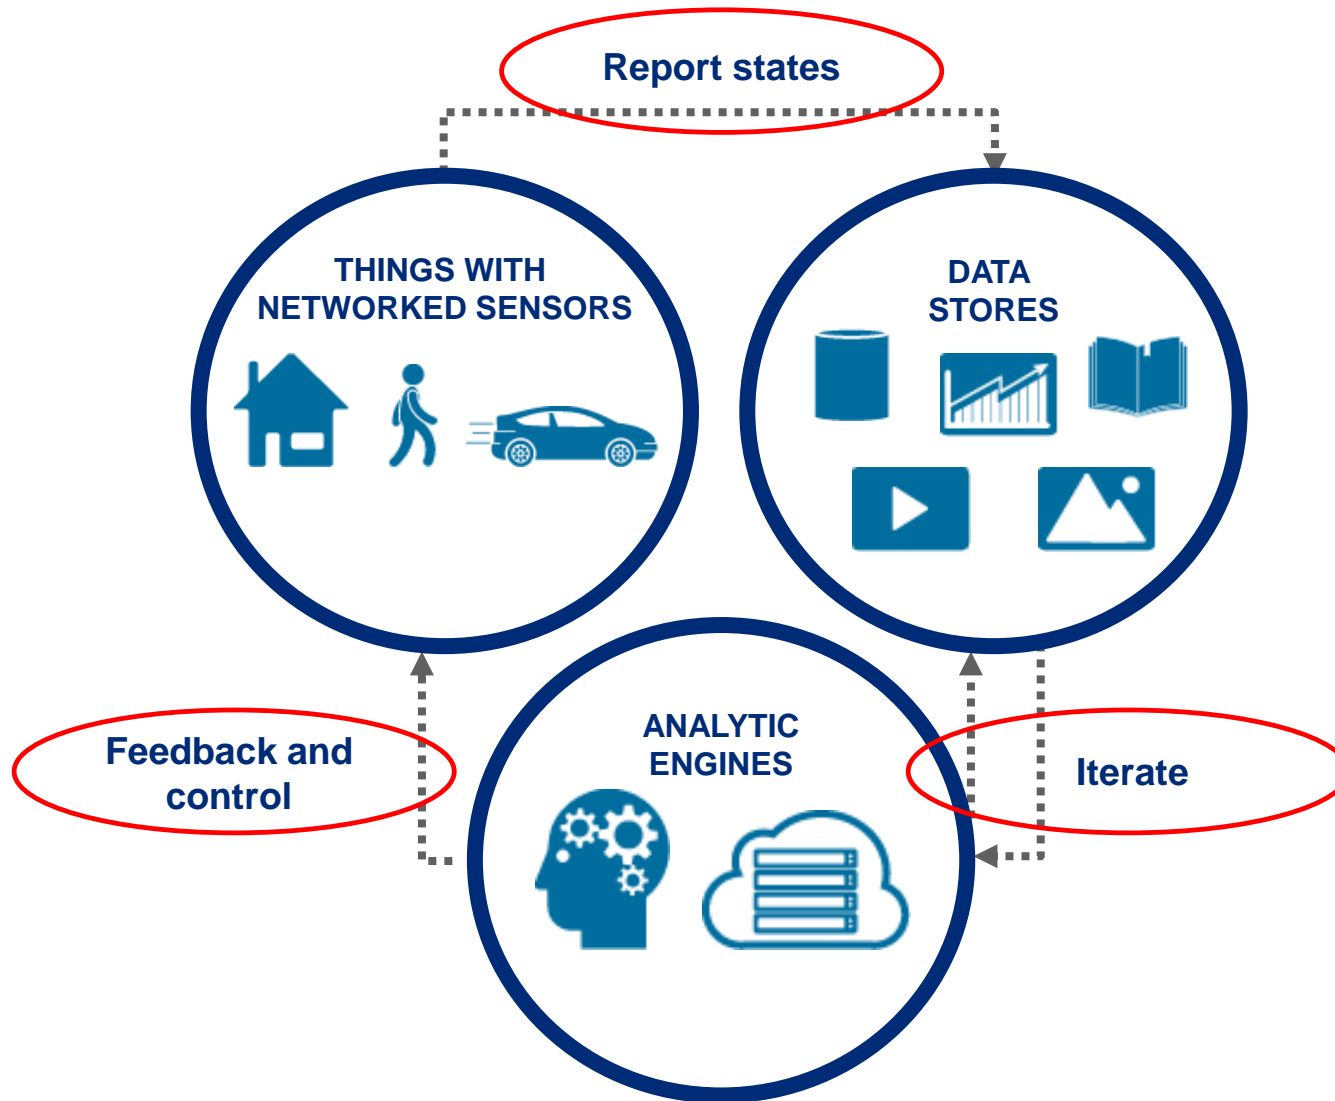 Report states
THINGS WITH
NETWORKED SENSORS
DATA
STORES
Feedback and
control
ANALYTIC
ENGINES
Iterate